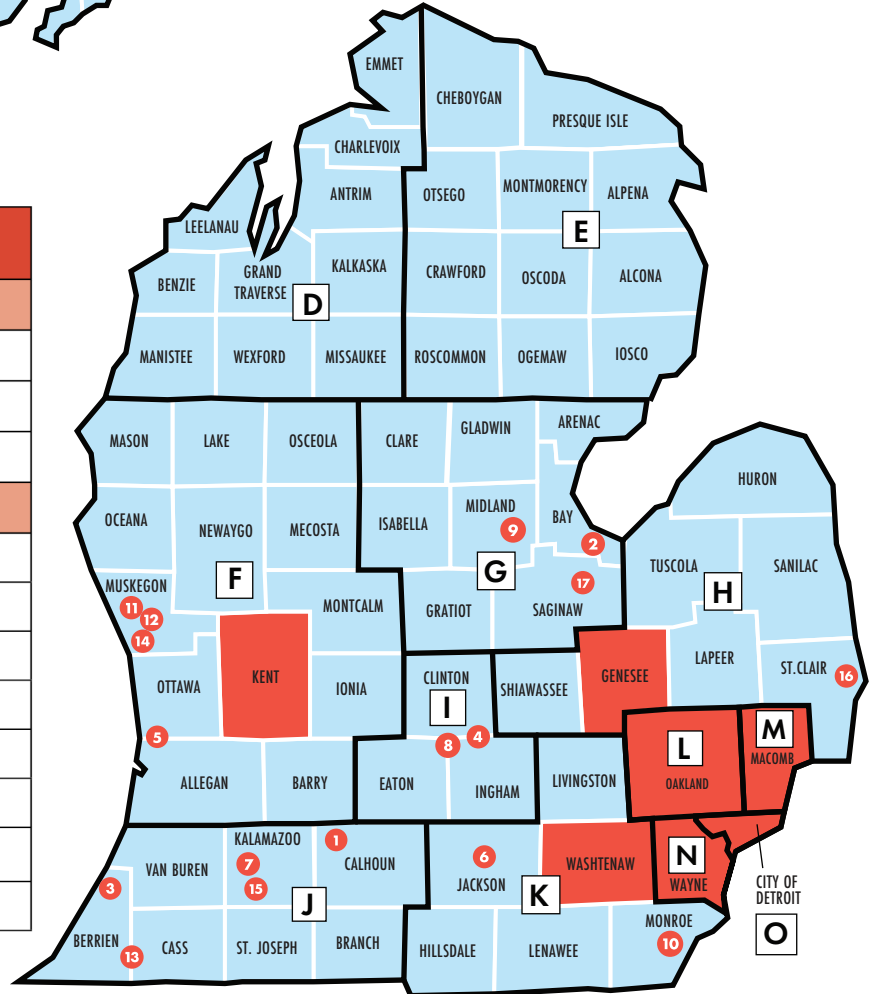 EMMET
CHEBOYGAN
PRESQUE ISLE
CHARLEVOIX
ANTRIM
OTSEGO
MONTMORENCY
ALPENA
LEELANAU
E
BENZIE
GRAND
TRAVERSE
KALKASKA
CRAWFORD
OSCODA
ALCONA
D
MANISTEE
WEXFORD
MISSAUKEE
ROSCOMMON
OGEMAW
IOSCO
MASON
LAKE
OSCEOLA
CLARE
GLADWIN
ARENAC
HURON
OCEANA
NEWAYGO
MECOSTA
ISABELLA
MIDLAND
9
BAY
2
TUSCOLA
SANILAC
MUSKEGON
11
12
14
F
G
17
H
MONTCALM
GRATIOT
SAGINAW
KENT
GENESEE
LAPEER
ST.CLAIR
16
OTTAWA
IONIA
CLINTON
SHIAWASSEE
I
5
8
4
L
OAKLAND
M
MACOMB
ALLEGAN
BARRY
EATON
INGHAM
LIVINGSTON
KALAMAZOO
1
VAN BUREN
7
15
CALHOUN
6
JACKSON
WASHTENAW
N
WAYNE
3
J
K
CITY OF
DETROIT
O
BERRIEN
13
CASS
ST. JOSEPH
BRANCH
HILLSDALE
LENAWEE
MONROE
10